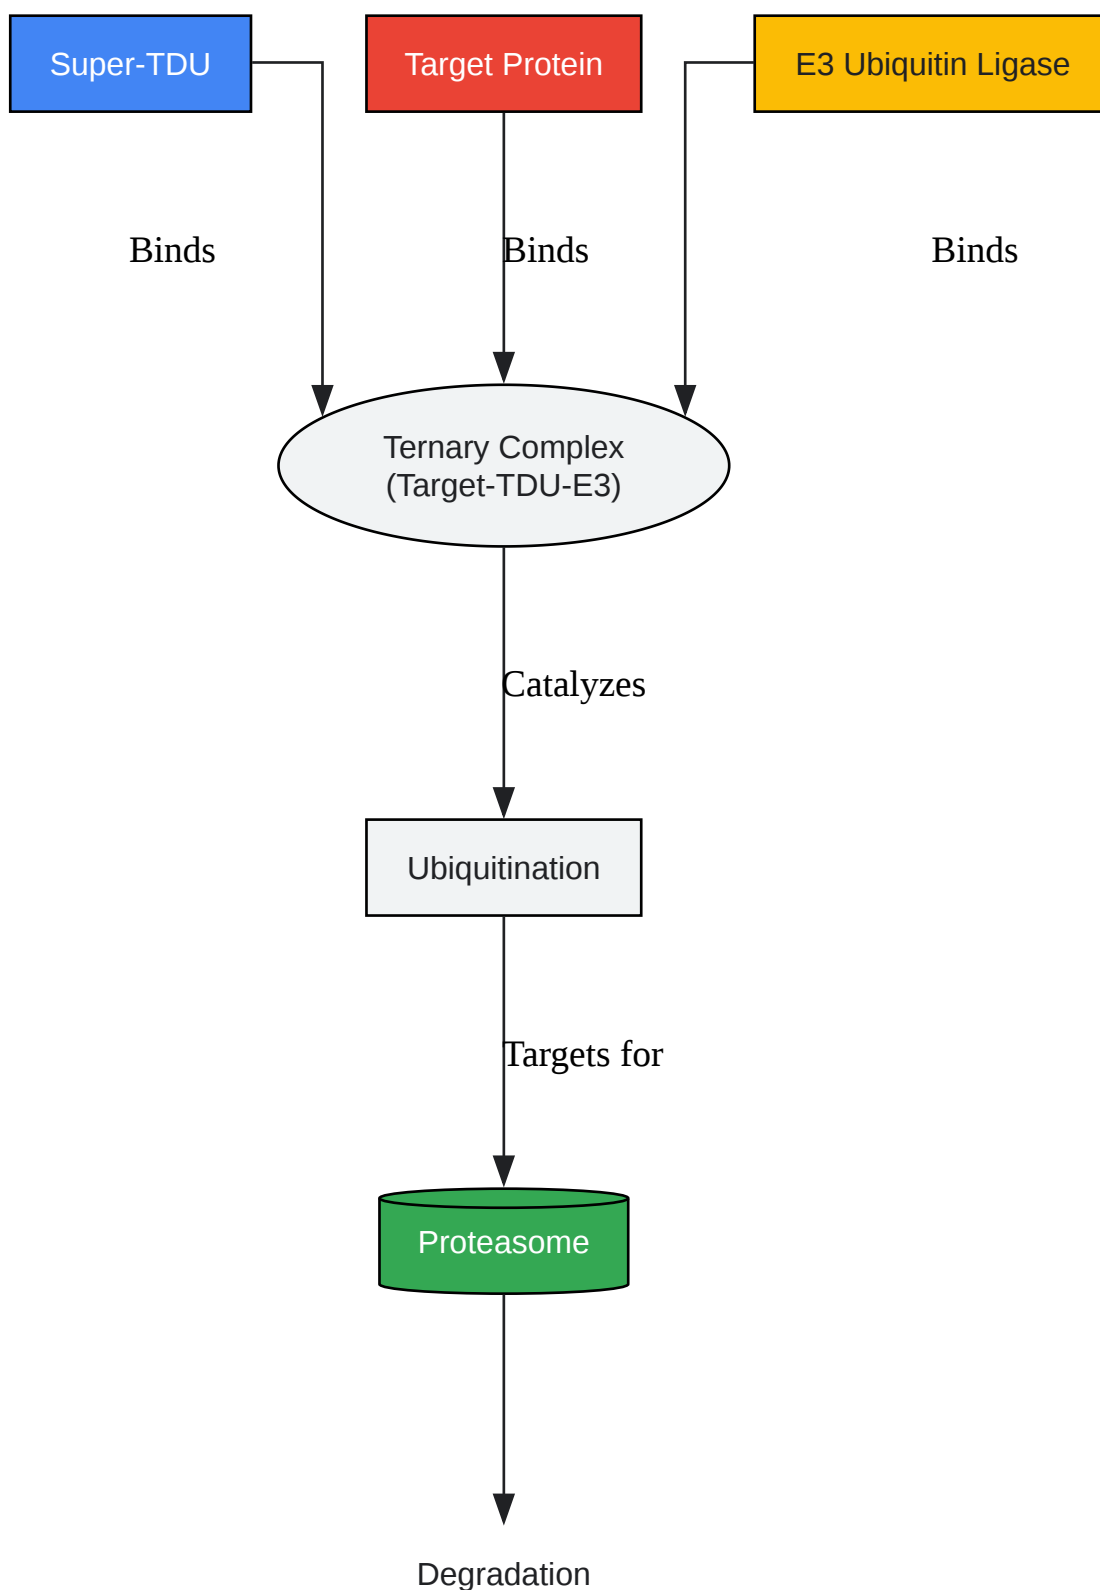 Super-TDU
Target Protein
E3 Ubiquitin Ligase
Binds
Binds
Binds
Ternary Complex
(Target-TDU-E3)
Catalyzes
Ubiquitination
Targets for
Proteasome
Degradation